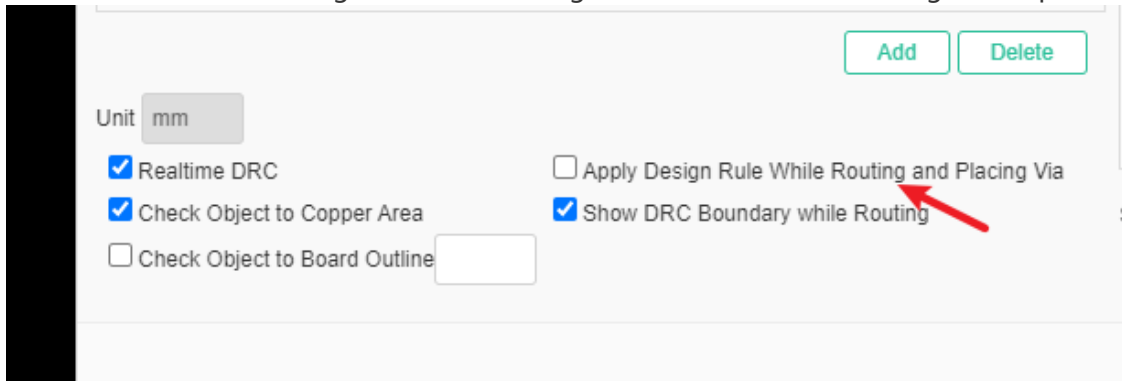 Add Delete
Unit mm
Realtime DRC Apply Design Rule While Routing and Placing Via
Check Object to Copper Area Show DRC Boundary while Routing
Check Object to Board Outline